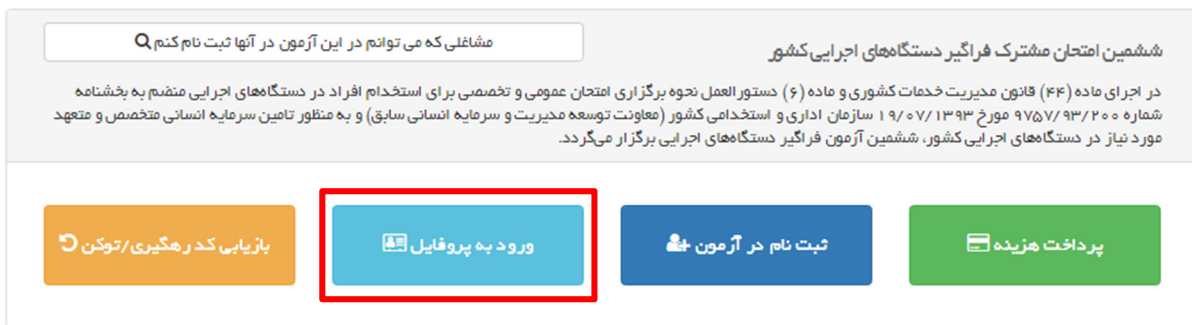 مشاغلی که می توانم در این آزمون در آنها ثبت نام کنم
ششمین امتحان مشترک فراگیر دستگاه‌های اجرایی کشور
در اجرای ماده (۴۴) قانون مدیریت خدمات کشوری و ماده (۶) دستورالعمل نحوه برگزاری امتحان عمومی و تخصصی برای استخدام افراد در دستگاه‌های اجرایی منضم به بخشنامه
شماره ۹۷۵۷/۹۳/۲۰۰ مورخ ۱۹/۰۷/۱۳۹۳ سازمان اداری و استخدامی کشور (معاونت توسعه مدیریت و سرمایه انسانی سابق) و به منظور تامین سرمایه انسانی متخصص و متعهد
مورد نیاز در دستگاه‌های اجرایی کشور، ششمین آزمون فراگیر دستگاه‌های اجرایی برگزار می‌گردد.
پرداخت هزینه
ثبت نام در آزمون
ورود به پروفایل
بازیابی کد رهگیری/توکن